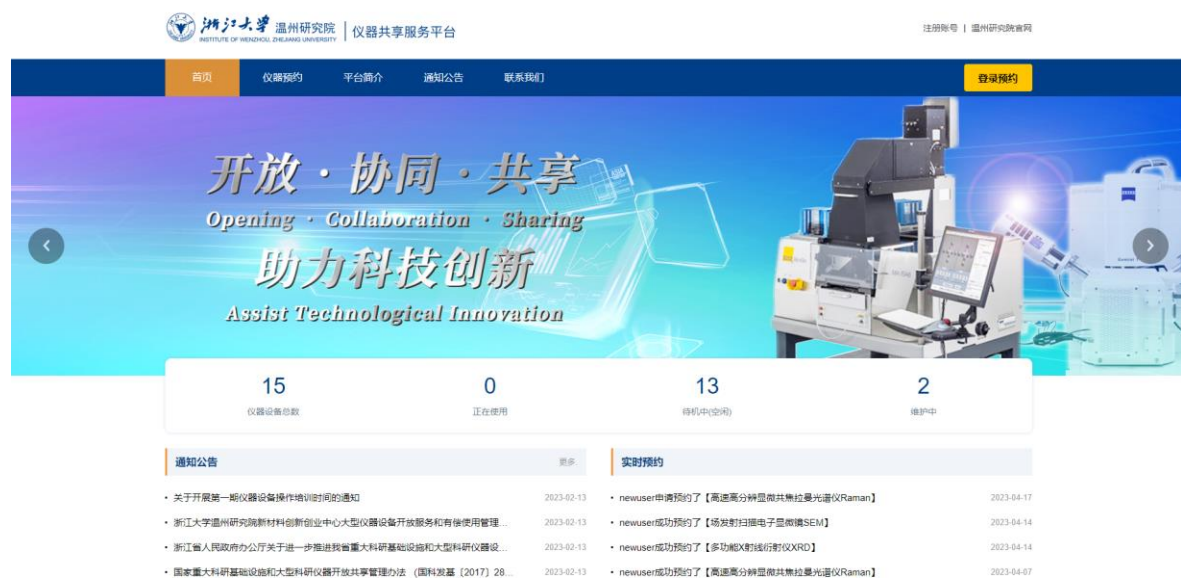 浙江大学 温州研究院 仪器共享服务平台
INSTITUTE OF WENZHOU, ZHEJIANG UNIVERSITY
注册账号 | 温州研究院官网
首页 仪器预约 平台简介 通知公告 联系我们 登录预约
开放 · 协同 · 共享
Opening · Collaboration · Sharing
助力科技创新
Assist Technological Innovation
ZEISS
15 0 13 2
仪器设备总数 正在使用 待机中(空闲) 维护中
通知公告 更多.
• 关于开展第一期仪器设备操作培训时间的通知 2023-02-13
• 浙江大学温州研究院新材料创新创业中心大型仪器设备开放服务和有偿使用管理... 2023-02-13
• 浙江省人民政府办公厅关于进一步推进我省重大科研基础设施和大型科研仪器设... 2023-02-13
• 国家重大科研基础设施和大型科研仪器开放共享管理办法 (国科发基〔2017〕28... 2023-02-13
实时预约
• newuser申请预约了【高速高分辨显微共焦拉曼光谱仪Raman】 2023-04-17
• newuser成功预约了【场发射扫描电子显微镜SEM】 2023-04-14
• newuser成功预约了【多功能X射线衍射仪XRD】 2023-04-14
• newuser成功预约了【高速高分辨显微共焦拉曼光谱仪Raman】 2023-04-07